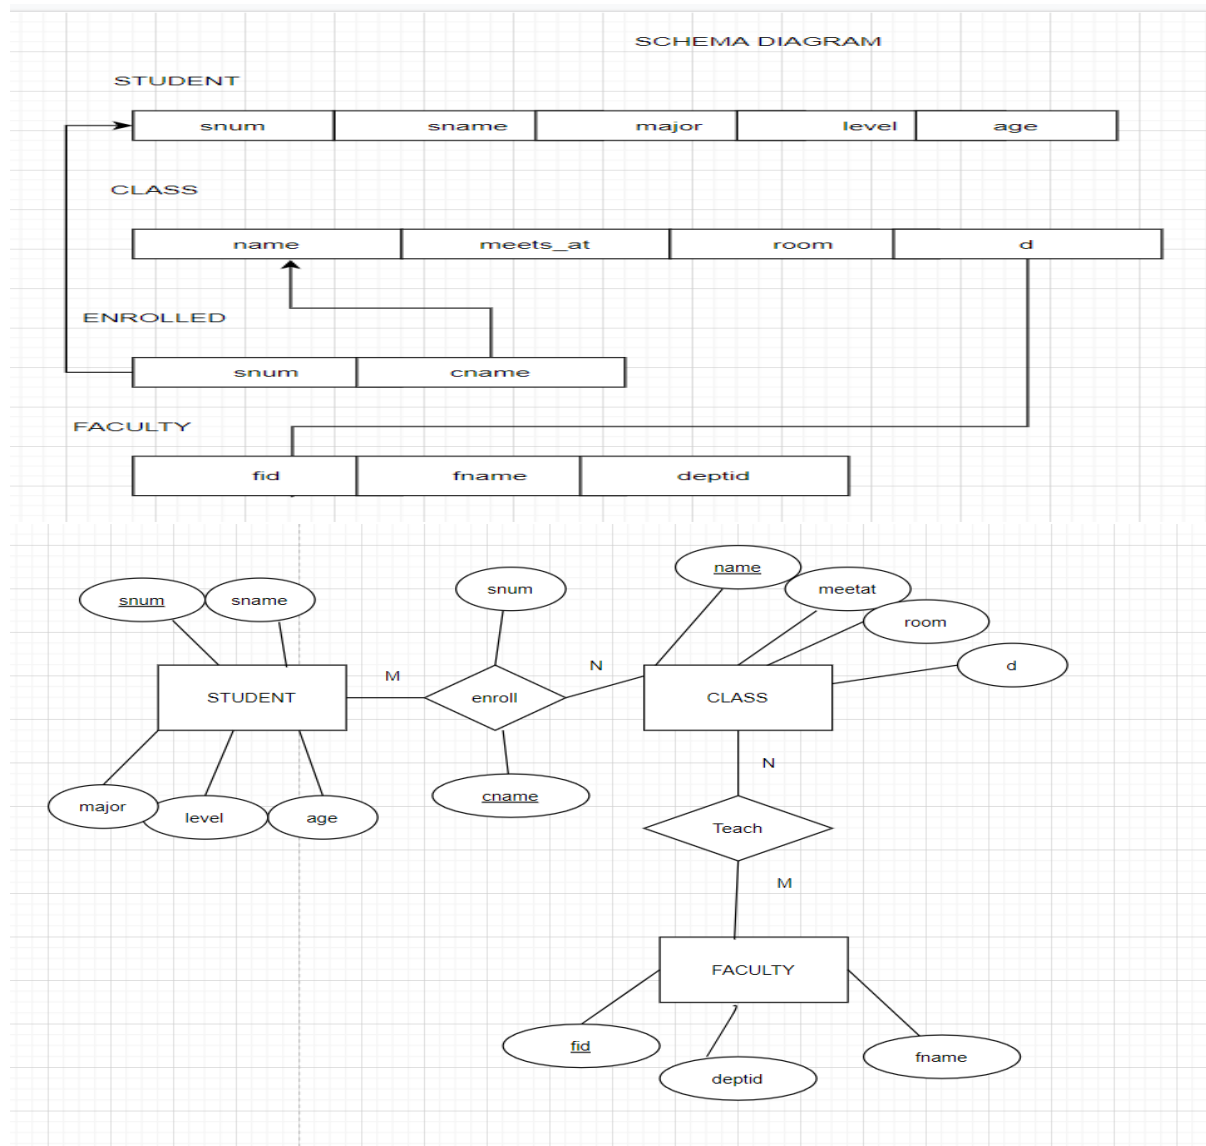 SCHEMA DIAGRAM
STUDENT
snum sname major level age
CLASS
name meets_at room d
ENROLLED
snum cname
FACULTY
fid fname deptid
name
snum sname snum meetat
room
d
M N
STUDENT enroll CLASS
N
major level age cname
Teach
M
FACULTY
fid fname
deptid